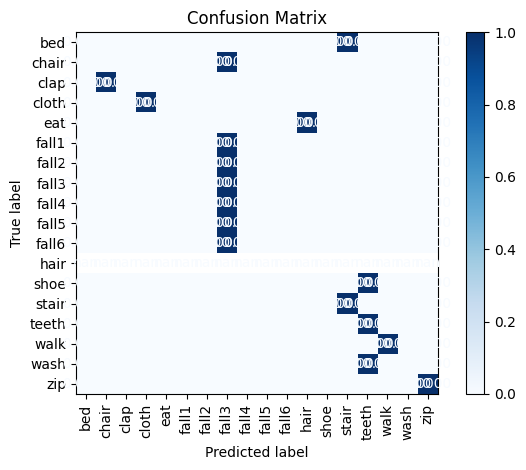 Confusion Matrix
True label
bed
chair
clap
cloth
eat
fall1
fall2
fall3
fall4
fall5
fall6
hair
shoe
stair
teeth
walk
wash
zip
bed chair clap cloth eat fall1 fall2 fall3 fall4 fall5 fall6 hair shoe stair teeth walk wash zip
Predicted label
1.0
0.8
0.6
0.4
0.2
0.0